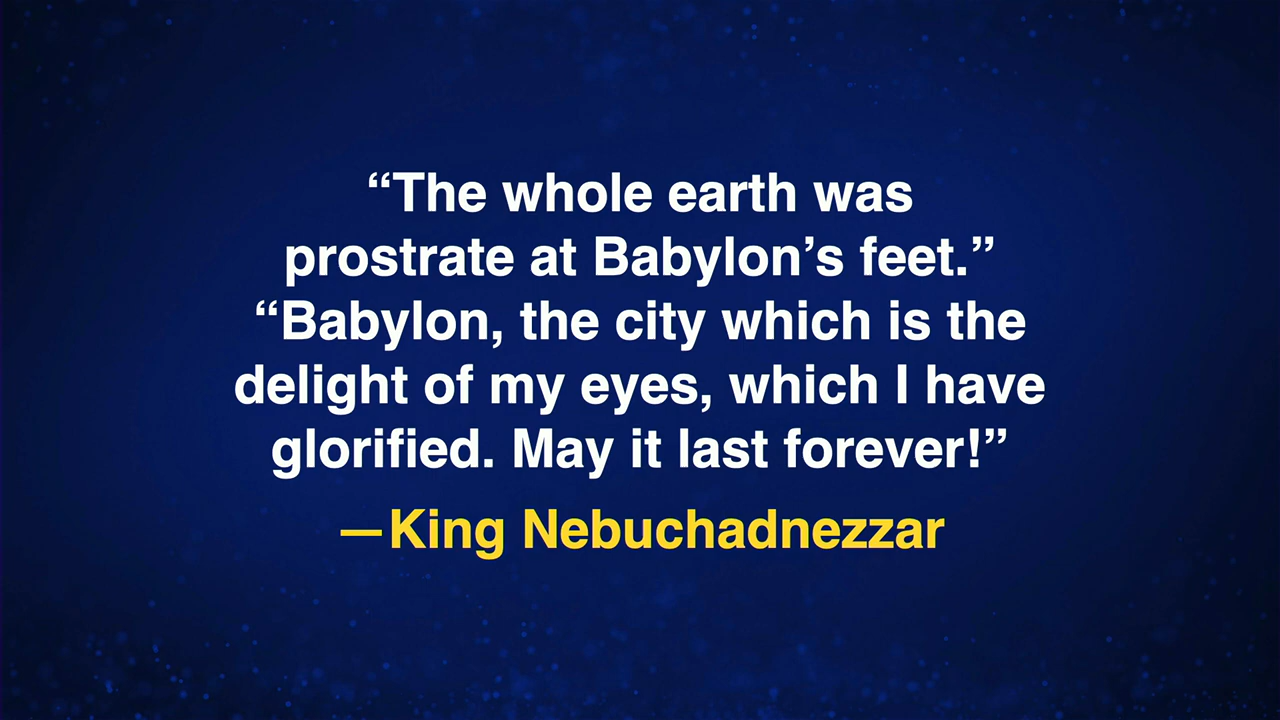 “The whole earth was
prostrate at Babylon’s feet.”
“Babylon, the city which is the
delight of my eyes, which I have
glorified. May it last forever!”
—King Nebuchadnezzar